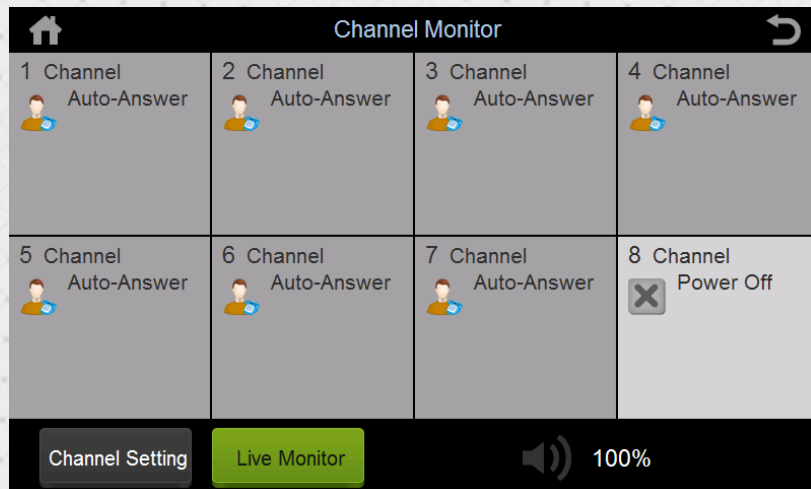 Channel Monitor
1 Channel
Auto-Answer
2 Channel
Auto-Answer
3 Channel
Auto-Answer
4 Channel
Auto-Answer
5 Channel
Auto-Answer
6 Channel
Auto-Answer
7 Channel
Auto-Answer
8 Channel
Power Off
Channel Setting
Live Monitor
100%